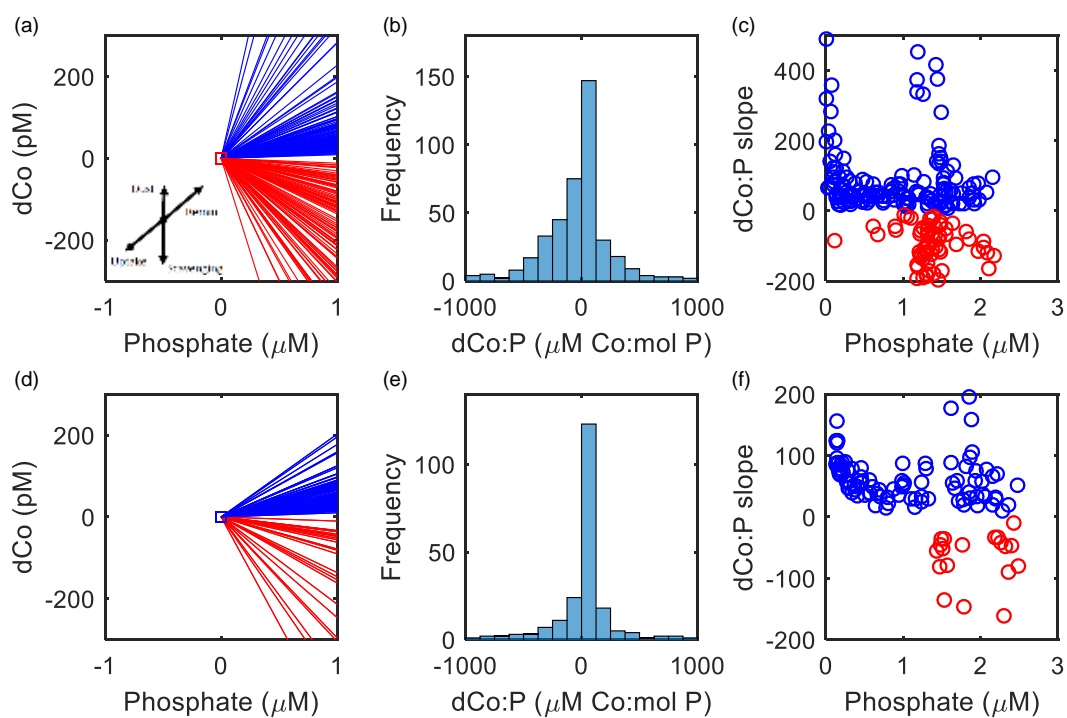 (a)
200
0
-200
dCo (pM)
-1
0
1
Phosphate (μM)
Dust
Remin
Uptake
Scavenging
(b)
150
100
50
0
Frequency
-1000
0
1000
dCo:P (μM Co:mol P)
(c)
400
200
0
-200
dCo:P slope
0
1
2
3
Phosphate (μM)
(d)
200
0
-200
dCo (pM)
-1
0
1
Phosphate (μM)
(e)
100
50
0
Frequency
-1000
0
1000
dCo:P (μM Co:mol P)
(f)
200
100
0
-100
-200
dCo:P slope
0
1
2
3
Phosphate (μM)